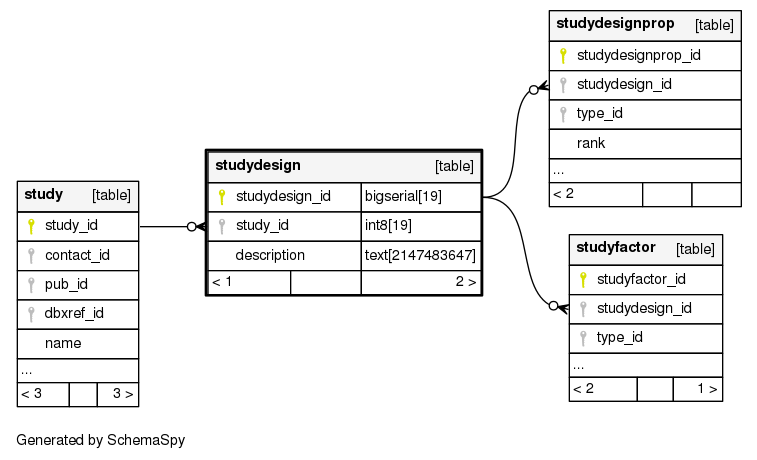 study [table]
study_id
contact_id
pub_id
dbxref_id
name
...
< 3 3 >
studydesign [table]
studydesign_id bigserial[19]
study_id int8[19]
description text[2147483647]
< 1 2 >
studydesignprop [table]
studydesignprop_id
studydesign_id
type_id
rank
...
< 2
studyfactor [table]
studyfactor_id
studydesign_id
type_id
...
< 2 1 >
Generated by SchemaSpy